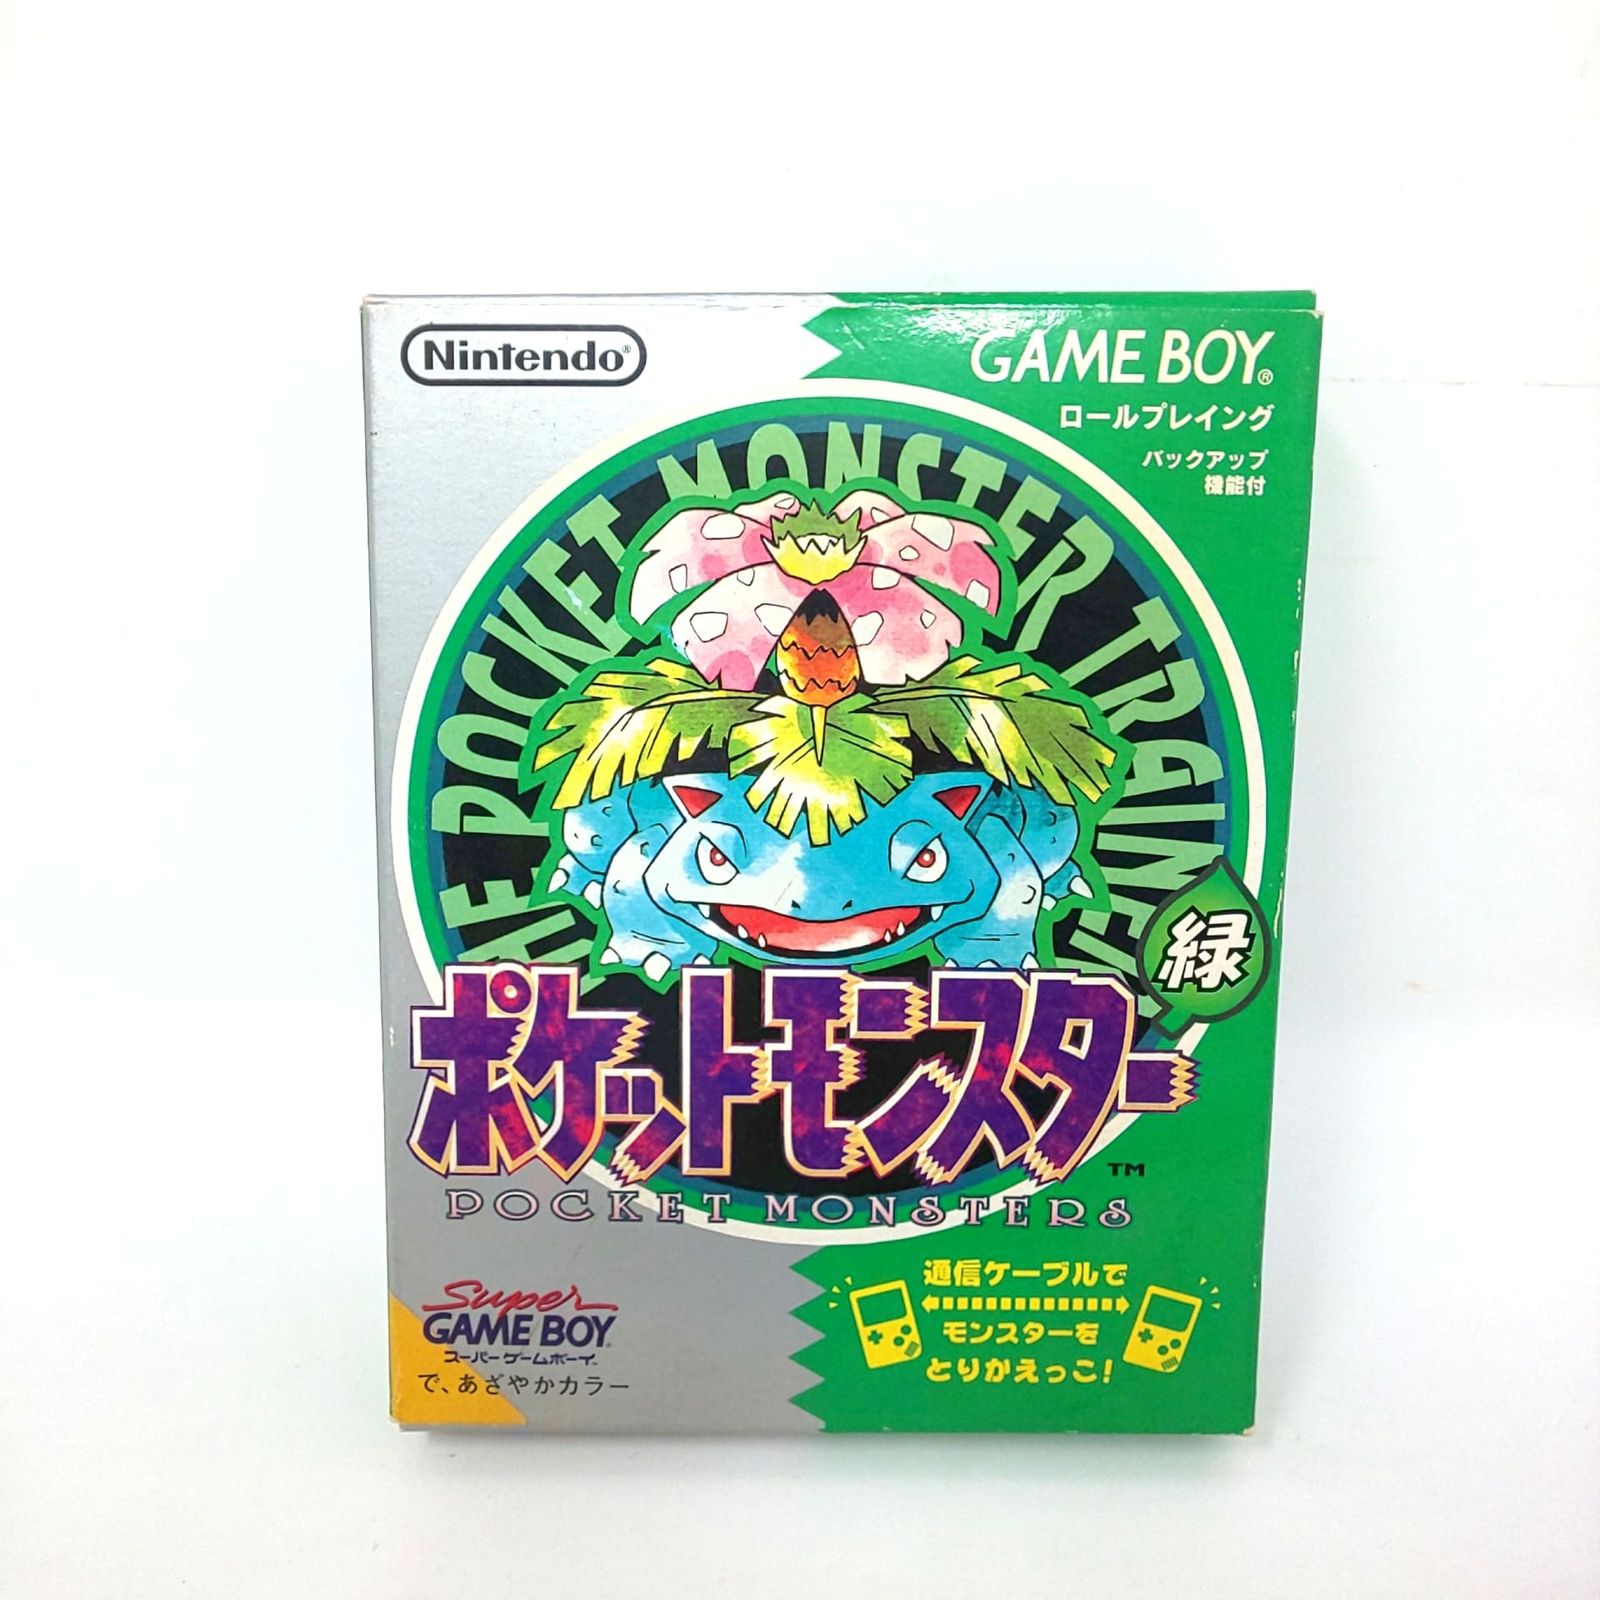 Nintendo®
GAME BOY®
ロールプレイング
バックアップ
機能付
THE POCKET MONSTER TRAINER
緑
ポケットモンスター
TM
POCKET MONSTERS
Super
GAME BOY
スーパーゲームボーイ
で、あざやかカラー
通信ケーブルで
モンスターを
とりかえっこ!